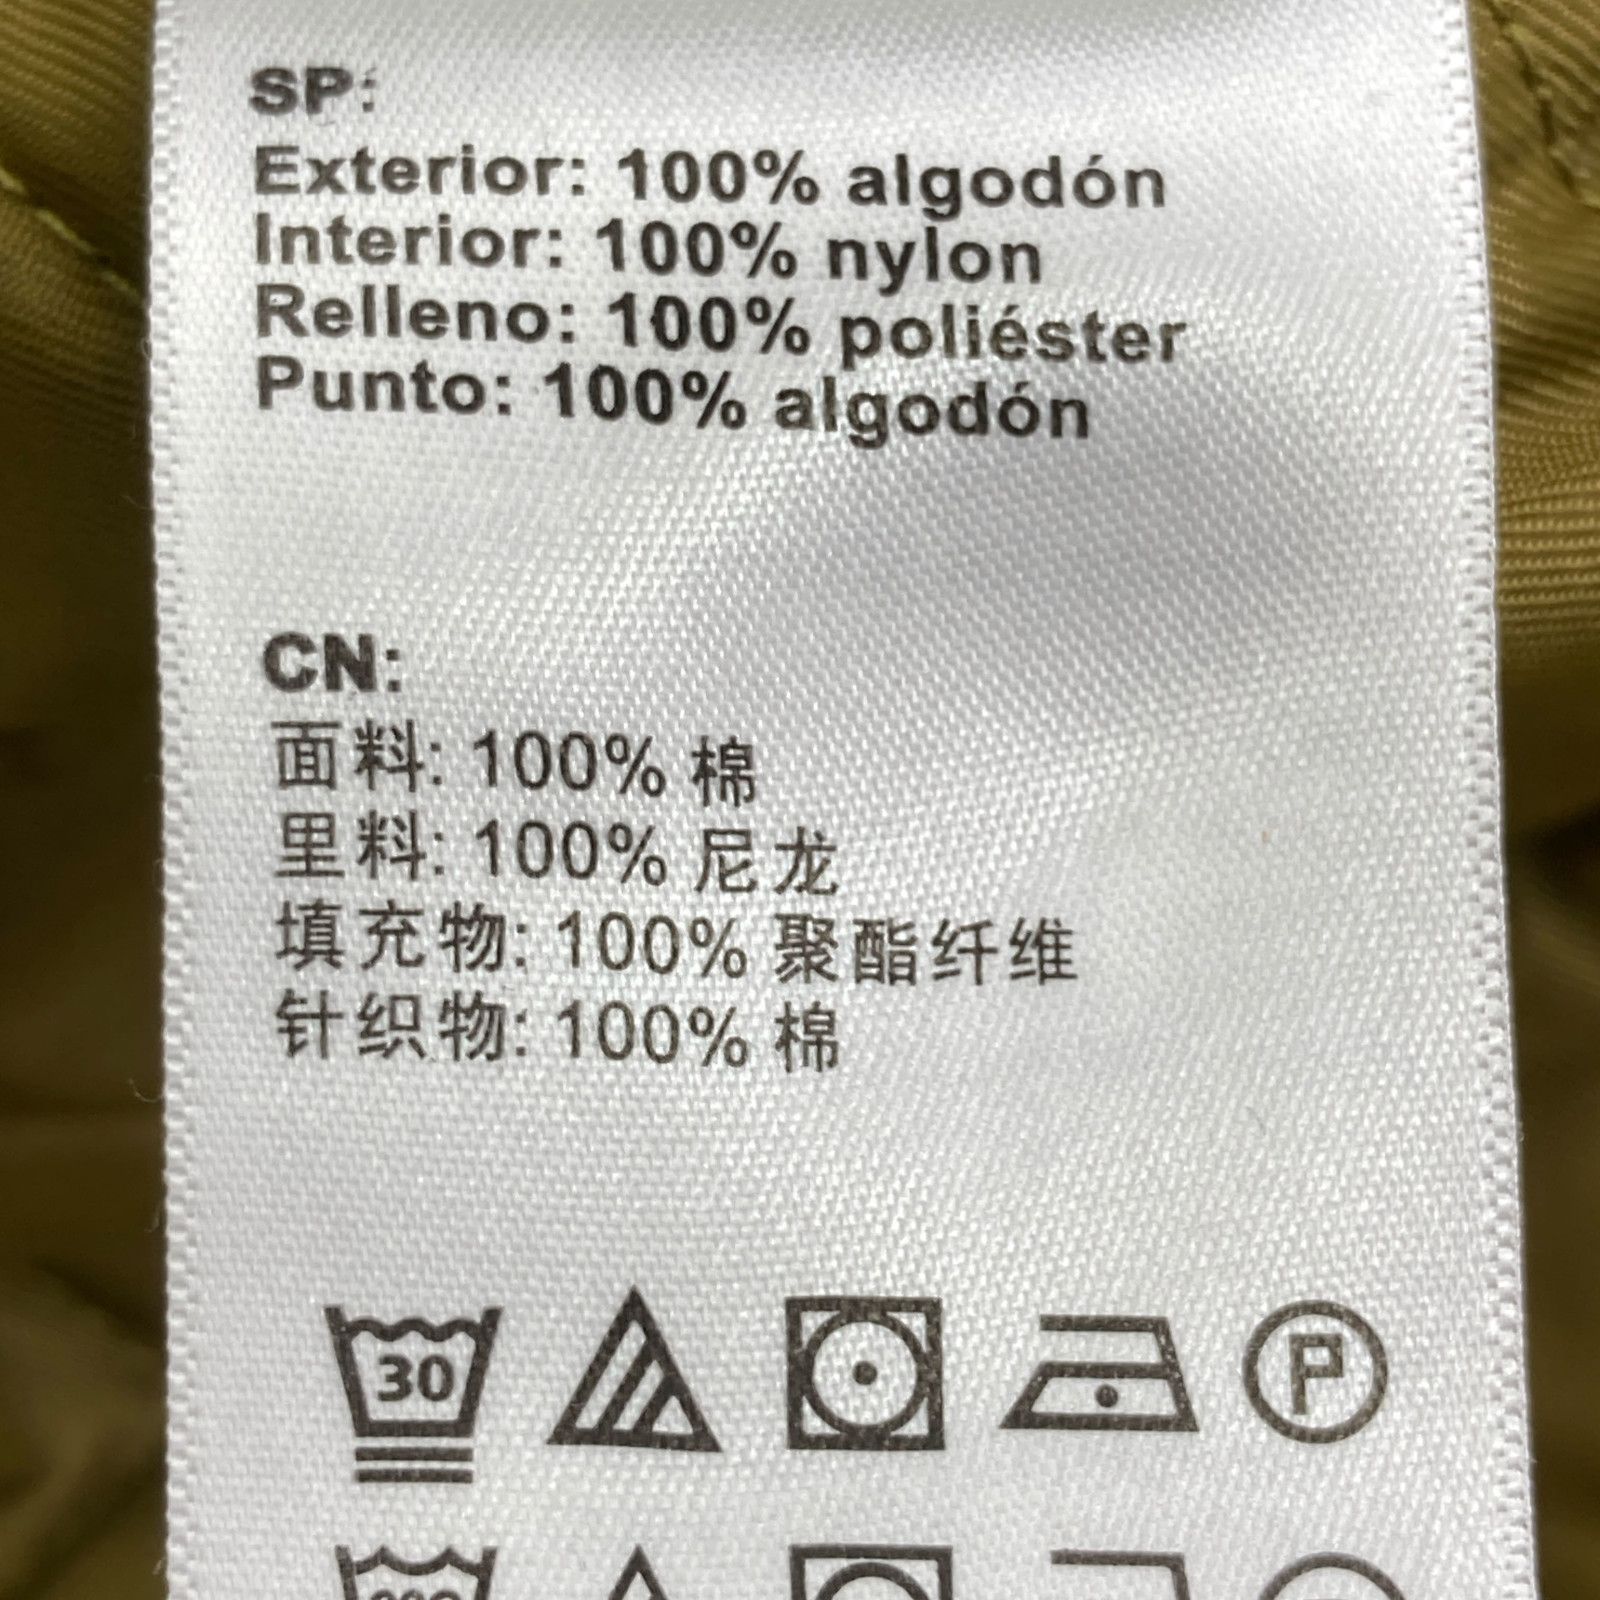 SP:
Exterior: 100% algodón
Interior: 100% nylon
Relleno: 100% poliéster
Punto: 100% algodón
CN:
面料: 100% 棉
里料: 100% 尼龙
填充物: 100% 聚酯纤维
针织物: 100% 棉
30 P